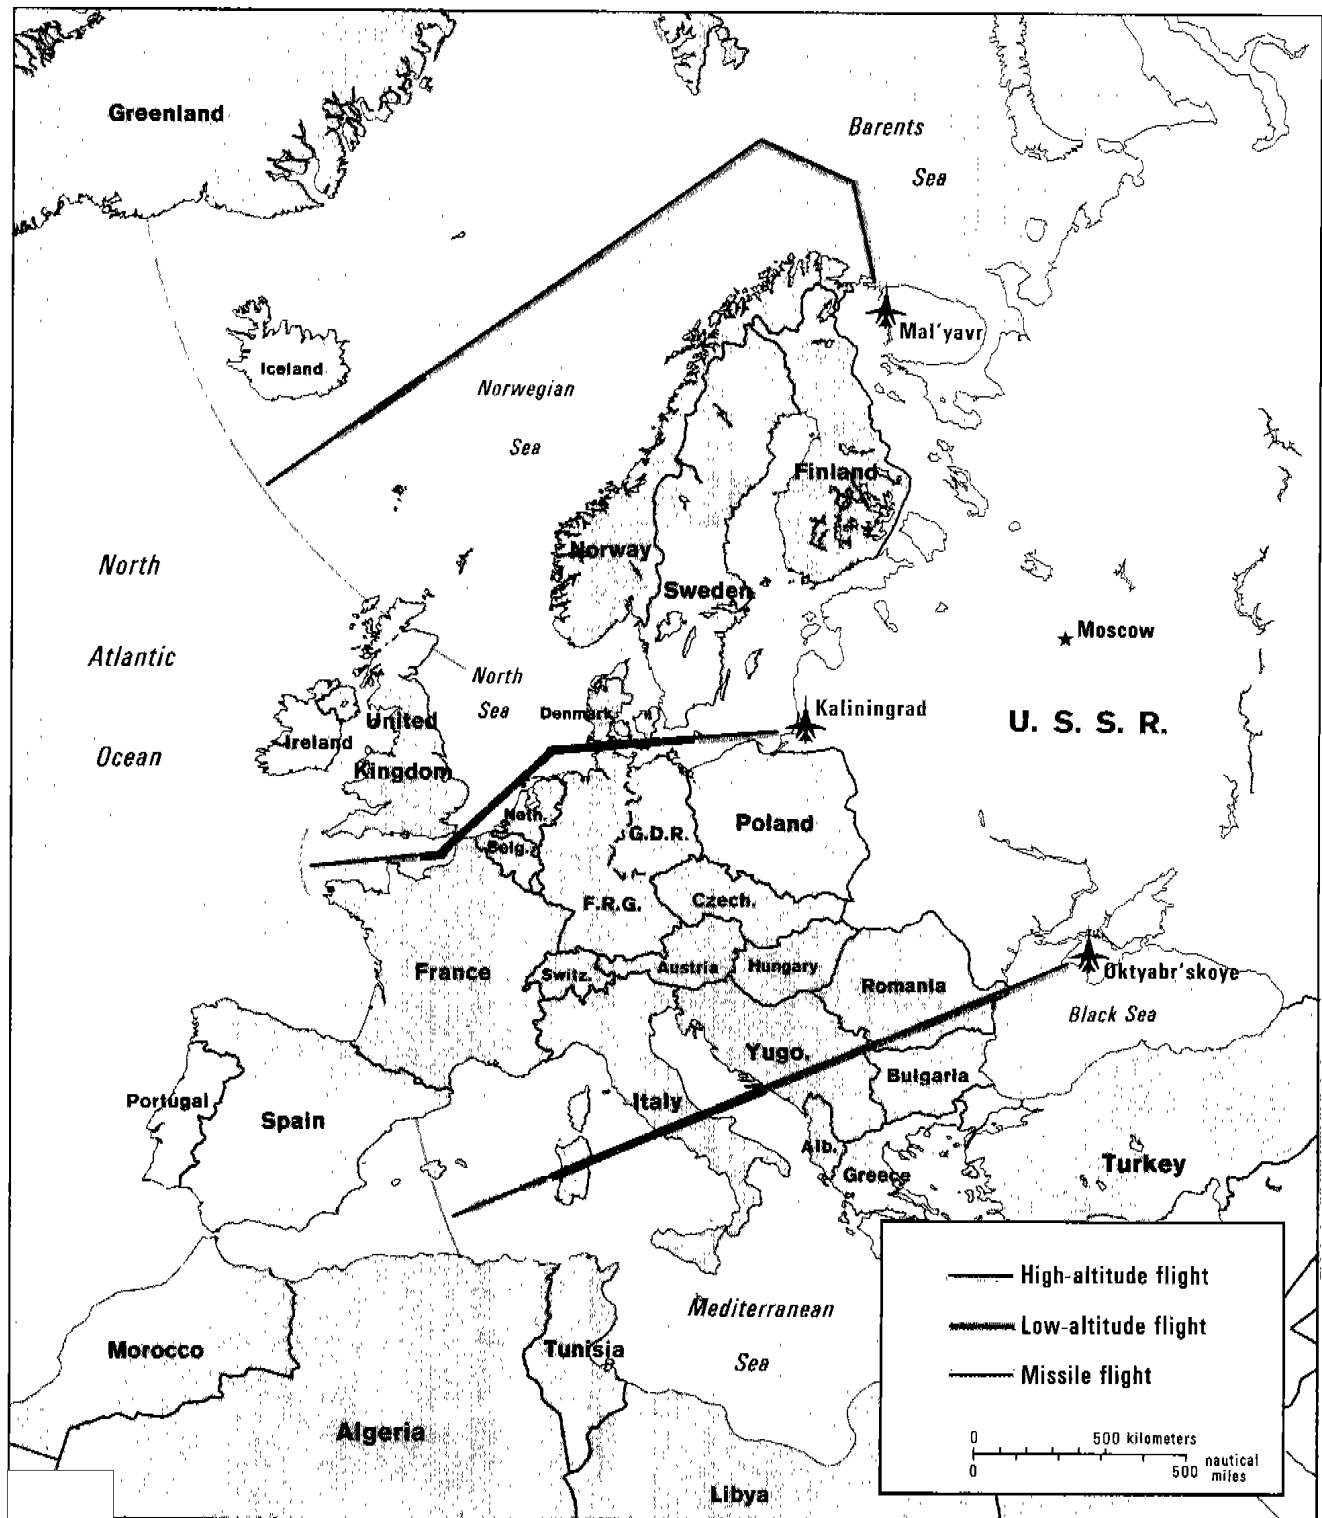 Greenland
Barents
Sea
Mal'yavr
Iceland
Norwegian
Sea
Finland
Norway
North
Sweden
Moscow
Atlantic
North
Sea
Kaliningrad
Denmark
United
U. S. S. R.
Ireland
Ocean
Kingdom
Neth.
Poland
G.D.R.
Belg.
Czech.
F.R.G.
France
Switz.
Austria
Hungary
Oktyabr'skoye
Romania
Black Sea
Yugo.
Bulgaria
Portugal
Italy
Spain
Alb.
Turkey
Greece
High-altitude flight
Mediterranean
Low-altitude flight
Morocco
Tunisia
Sea
Missile flight
Algeria
0 500 kilometers
0 500 nautical
miles
Libya